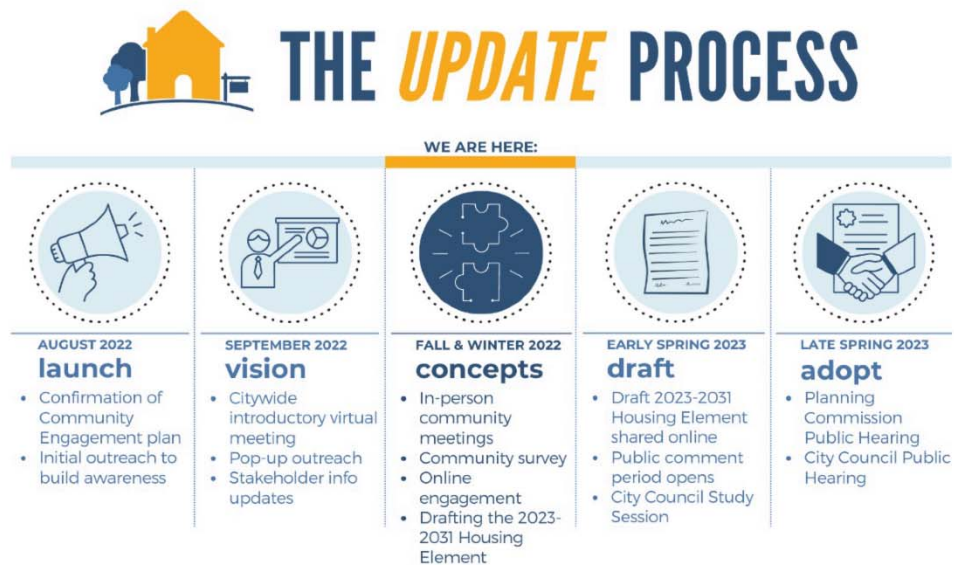 THE UPDATE PROCESS
WE ARE HERE:
AUGUST 2022
launch
• Confirmation of
Community
Engagement plan
• Initial outreach to
build awareness
SEPTEMBER 2022
vision
• Citywide
introductory virtual
meeting
• Pop-up outreach
• Stakeholder info
updates
FALL & WINTER 2022
concepts
• In-person
community
meetings
• Community survey
• Online
engagement
• Drafting the 2023-
2031 Housing
Element
EARLY SPRING 2023
draft
• Draft 2023-2031
Housing Element
shared online
• Public comment
period opens
• City Council Study
Session
LATE SPRING 2023
adopt
• Planning
Commission
Public Hearing
• City Council Public
Hearing